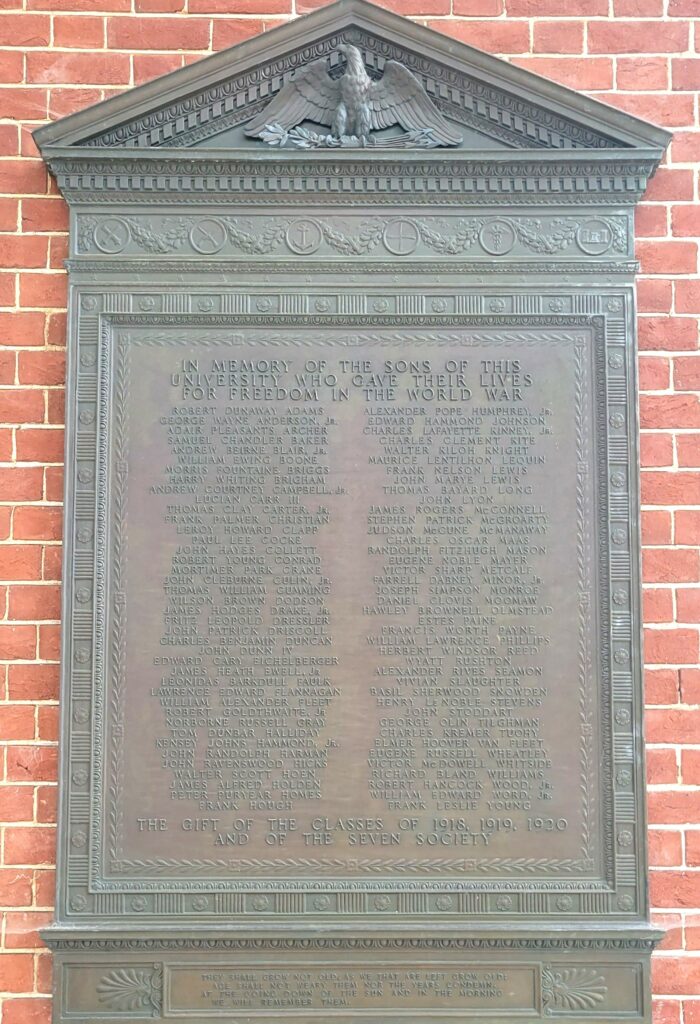 IN MEMORY OF THE SONS OF THIS
UNIVERSITY WHO GAVE THEIR LIVES
FOR FREEDOM IN THE WORLD WAR
ROBERT DUNAWAY ADAMS
GEORGE WAYNE ANDERSON, JR.
ADAIR PLEASANTS ARCHER
SAMUEL CHANDLER BAKER
ANDREW BEIRNE BLAIR, JR.
WILLIAM EWING BOONE
MORRIS FOUNTAINE BRIGGS
HARRY WHITING BRIGHAM
ANDREW COURTNEY CAMPBELL, JR.
LUCIAN CARR III
THOMAS CLAY CARTER, JR.
FRANK PALMER CHRISTIAN
LEROY HOWARD CLAPP
PAUL LEE COCKE
JOHN HAYES COLLETT
ROBERT YOUNG CONRAD
MORTIMER PARK CRANE
JOHN CLEBURNE CULIN, JR.
THOMAS WILLIAM CUMMING
WILSON BROWN DODSON
JAMES HODGES DRAKE, JR.
FRITZ LEOPOLD DRESSLER
JOHN PATRICK DRISCOLL
CHARLES BENJAMIN DUNCAN
JOHN DUNN IV
EDWARD CARY EICHELBERGER
JAMES HEATH EWELL, JR.
LEONIDAS BARKDULL FAULK
LAWRENCE EDWARD FLANNAGAN
WILLIAM ALEXANDER FLEET
ROBERT GOLDTHWAITE, JR.
NORBORNE RUSSELL GRAY
TOM DUNBAR HALLIDAY
KENSEY JOHNS HAMMOND, JR.
JOHN RANDOLPH HARMAN
JOHN RAVENSWOOD HICKS
WALTER SCOTT HOEN
JAMES ALFRED HOLDEN
PETER PURYEAR HOMES
FRANK HOUGH
ALEXANDER POPE HUMPHREY, JR.
EDWARD HAMMOND JOHNSON
CHARLES LAFAYETTE KINNEY, JR.
CHARLES CLEMENT KITE
WALTER KILOH KNIGHT
MAURICE LENTILHON LEQUIN
FRANK NELSON LEWIS
JOHN MARYE LEWIS
THOMAS BAYARD LONG
JOHN LYON
JAMES ROGERS McCONNELL
STEPHEN PATRICK McGROARTY
JUDSON McCUNE McMANAWAY
CHARLES OSCAR MAAS
RANDOLPH FITZHUGH MASON
EUGENE NOBLE MAYER
VICTOR SHARP METCALF
FARRELL DABNEY MINOR, JR.
JOSEPH SIMPSON MONROE
DANIEL CLOVIS MOOMAW
HAWLEY BROWNELL OLMSTEAD
ESTES PAINE
FRANCIS WORTH PAYNE
WILLIAM LAWRENCE PHILLIPS
HERBERT WINDSOR REED
WYATT RUSHTON
ALEXANDER RIVES SEAMON
VIVIAN SLAUGHTER
BASIL SHERWOOD SNOWDEN
HENRY LeNOBLE STEVENS
JOHN STODDART
GEORGE OLIN TILGHMAN
CHARLES KREMER TUOHY
ELMER HOOVER VAN FLEET
EUGENE RUSSELL WHEATLEY
VICTOR McDOWELL WHITSIDE
RICHARD BLAND WILLIAMS
ROBERT HANCOCK WOOD, JR.
WILLIAM EDWARD WORD, JR.
FRANK LESLIE YOUNG
THE GIFT OF THE CLASSES OF 1918, 1919, 1920
AND OF THE SEVEN SOCIETY
THEY SHALL GROW NOT OLD, AS WE THAT ARE LEFT GROW OLD:
AGE SHALL NOT WEARY THEM NOR THE YEARS CONDEMN.
AT THE GOING DOWN OF THE SUN AND IN THE MORNING
WE WILL REMEMBER THEM.